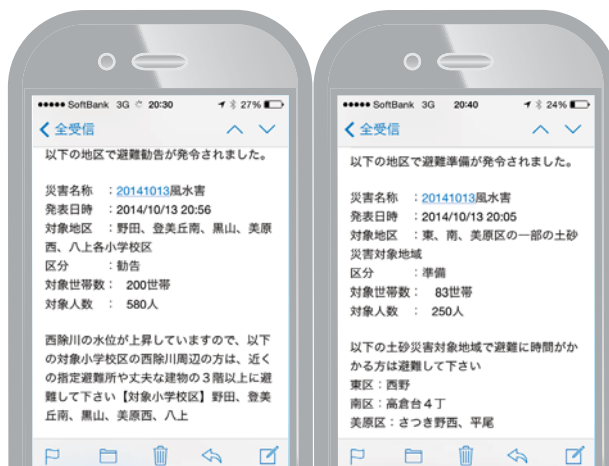 SoftBank 3G 20:30 27%
全受信
以下の地区で避難勧告が発令されました。
災害名称 ：20141013風水害
発表日時 ：2014/10/13 20:56
対象地区 ：野田、登美丘南、黒山、美原
西、八上各小学校区
区分 ：勧告
対象世帯数： 200世帯
対象人数 ： 580人
西除川の水位が上昇していますので、以下
の対象小学校区の西除川周辺の方は、近く
の指定避難所や丈夫な建物の３階以上に避
難して下さい【対象小学校区】野田、登美
丘南、黒山、美原西、八上
SoftBank 3G 20:40 24%
全受信
以下の地区で避難準備が発令されました。
災害名称 ：20141013風水害
発表日時 ：2014/10/13 20:05
対象地区 ：東、南、美原区の一部の土砂
災害対象地域
区分 ：準備
対象世帯数： 83世帯
対象人数 ： 250人
以下の土砂災害対象地域で避難に時間がか
かる方は避難して下さい
東区：西野
南区：高倉台４丁
美原区：さつき野西、平尾